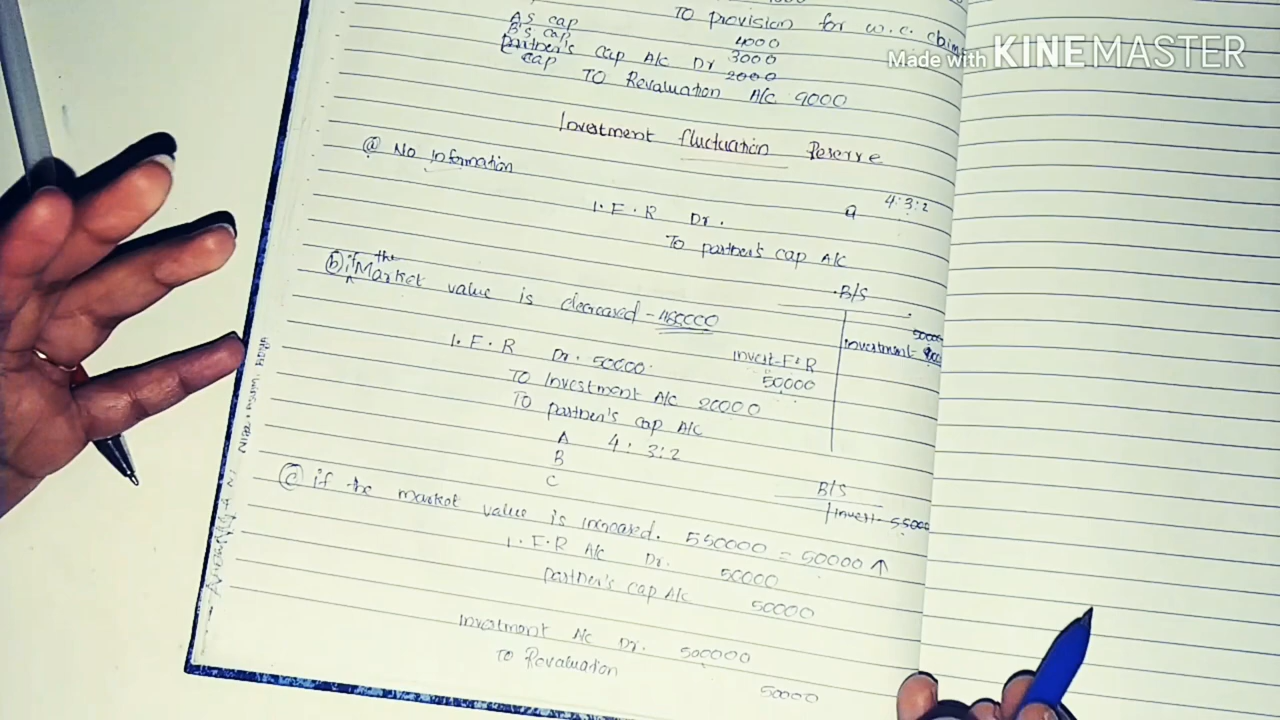 TO provision for w.c. claim
A's cap 4000
B's cap 3000
partner's cap A/c Dr
cap 2000
TO Revaluation A/c 9000
Made with KINEMASTER
Investment fluctuation Reserve
(a) No information
4:3:2
I.F.R Dr.
To partner's cap A/c
(b) if the Market value is decreased -
B/S
I.F.R Dr. 50000
Invest-F.R
50000
50000
Investment-
TO Investment A/c 20000
TO partner's cap A/c
A 4:3:2
B
C
B/S
Invest-
(c) if the market value is increased. 550000 = 50000 ↑
I.F.R A/c Dr. 50000
partner's cap A/c 50000
Investment A/c Dr. 500000
TO Revaluation 50000